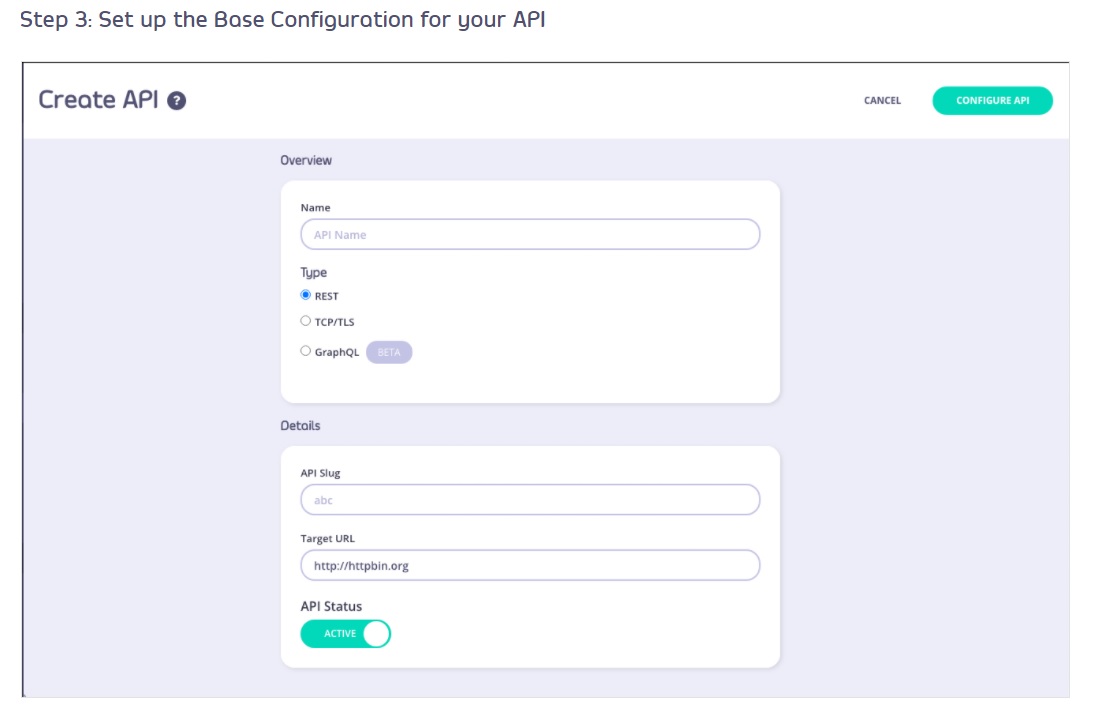 Step 3: Set up the Base Configuration for your API
Create API ?
CANCEL
CONFIGURE API
Overview
Name
API Name
Type
REST
TCP/TLS
GraphQL BETA
Details
API Slug
abc
Target URL
http://httpbin.org
API Status
ACTIVE